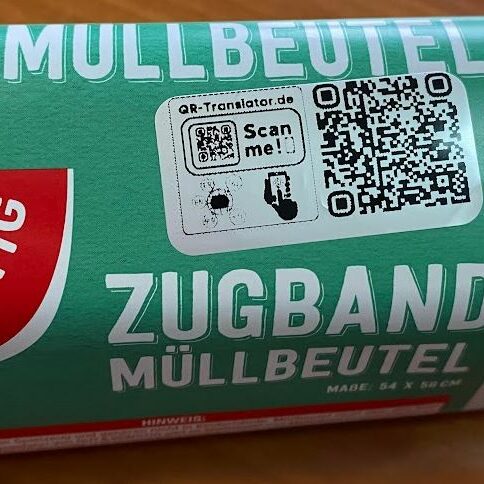 MÜLLBEUTEL
QR-Translator.de
Scan
me!
ZUGBAND
MÜLLBEUTEL
MAẞE: 54 X 58 CM
HINWEIS: